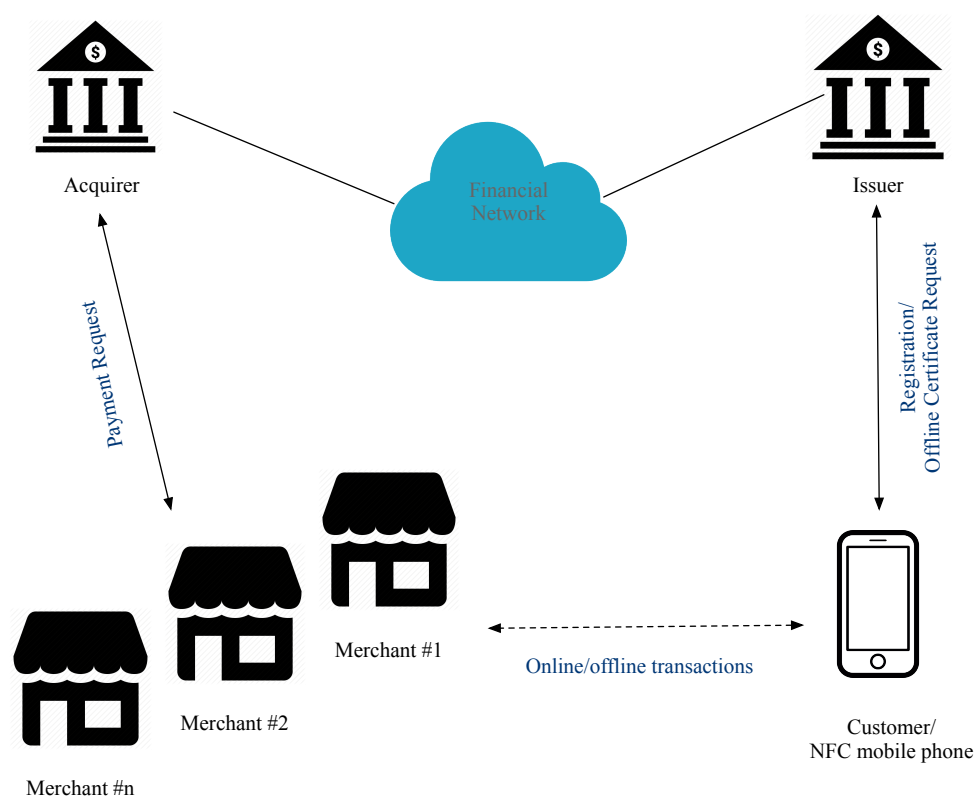 $
$
Acquirer
Issuer
Financial
Network
Payment Request
Registration/
Offline Certificate Request
Merchant #1
Online/offline transactions
Merchant #2
Customer/
NFC mobile phone
Merchant #n